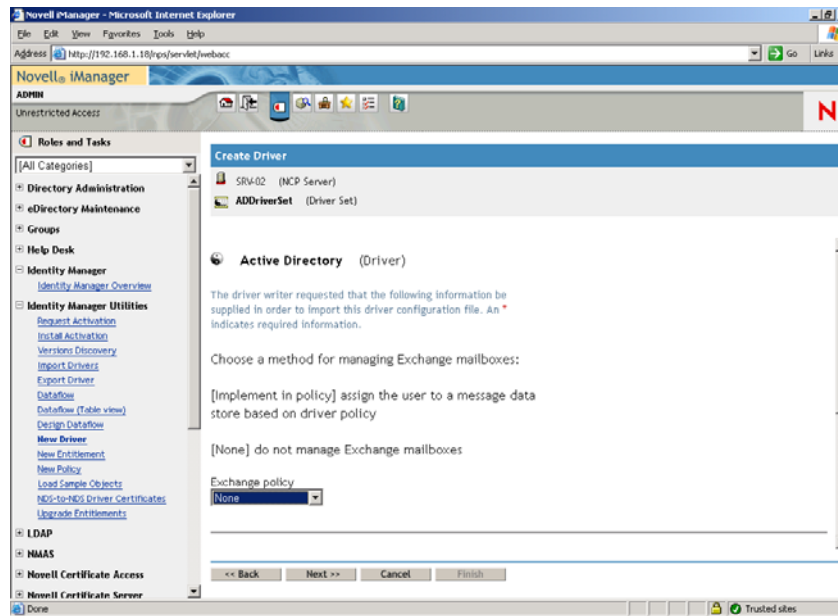 Novell iManager - Microsoft Internet Explorer
File Edit View Favorites Tools Help
Address http://192.168.1.18/nps/servlet/webacc Go Links
Novell® iManager
ADMIN
Unrestricted Access
N
Roles and Tasks
[All Categories]
Directory Administration
eDirectory Maintenance
Groups
Help Desk
Identity Manager
Identity Manager Overview
Identity Manager Utilities
Request Activation
Install Activation
Versions Discovery
Import Drivers
Export Driver
Dataflow
Dataflow (Table view)
Design Dataflow
New Driver
New Entitlement
New Policy
Load Sample Objects
NDS-to-NDS Driver Certificates
Upgrade Entitlements
LDAP
NMAS
Novell Certificate Access
Novell Certificate Server
Create Driver
SRV-02 (NCP Server)
ADDriverSet (Driver Set)
Active Directory (Driver)
The driver writer requested that the following information be
supplied in order to import this driver configuration file. An *
indicates required information.
Choose a method for managing Exchange mailboxes:
[Implement in policy] assign the user to a message data
store based on driver policy
[None] do not manage Exchange mailboxes
Exchange policy
None
<< Back Next >> Cancel Finish
Done Trusted sites